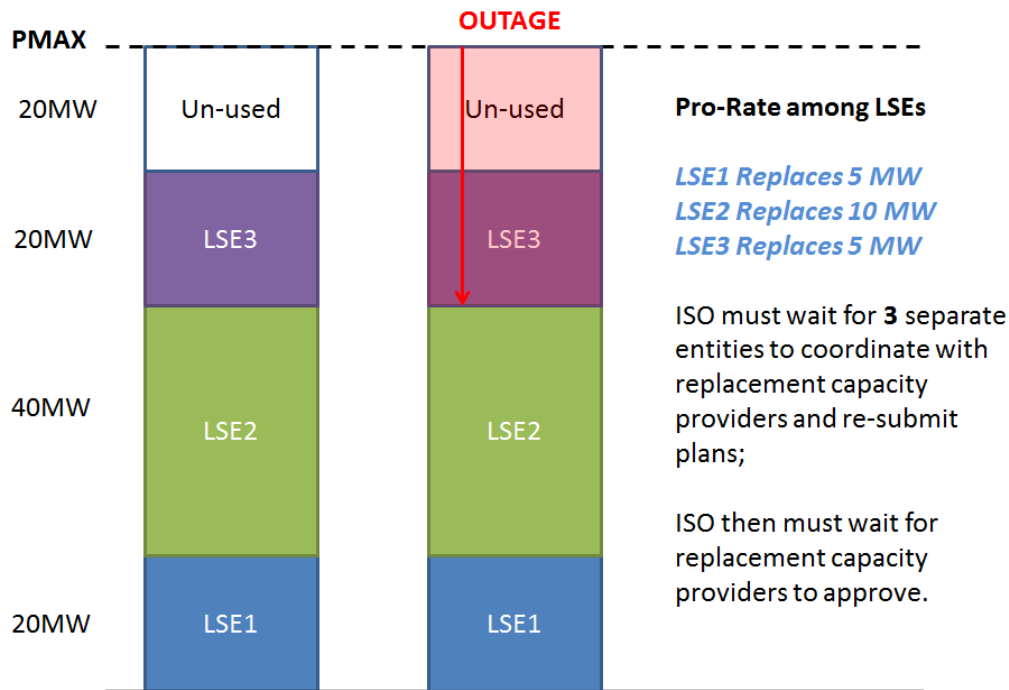 OUTAGE
PMAX
20MW
Un-used
Un-used
Pro-Rate among LSEs
LSE1 Replaces 5 MW
LSE2 Replaces 10 MW
LSE3 Replaces 5 MW
20MW
LSE3
LSE3
ISO must wait for 3 separate
entities to coordinate with
replacement capacity
providers and re-submit
plans;
40MW
LSE2
LSE2
ISO then must wait for
replacement capacity
providers to approve.
20MW
LSE1
LSE1